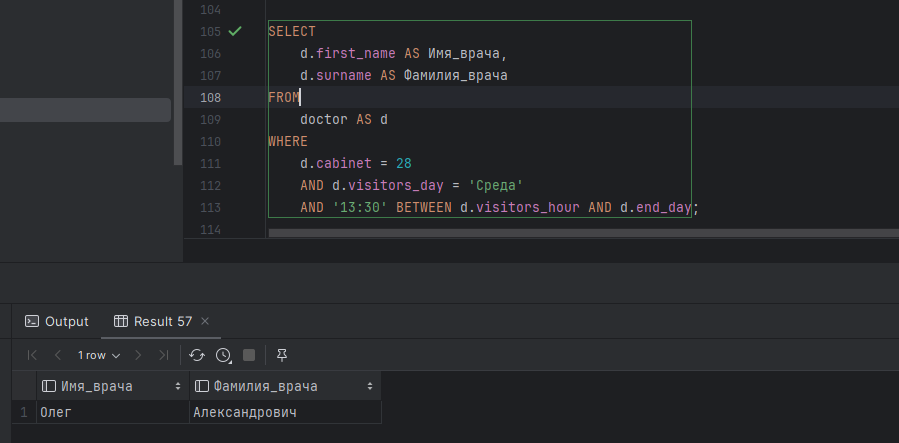 104
105 SELECT
106 d.first_name AS Имя_врача,
107 d.surname AS Фамилия_врача
108 FROM
109 doctor AS d
110 WHERE
111 d.cabinet = 28
112 AND d.visitors_day = 'Среда'
113 AND '13:30' BETWEEN d.visitors_hour AND d.end_day;
114
Output Result 57
1 row
Имя_врача Фамилия_врача
1 Олег Александрович